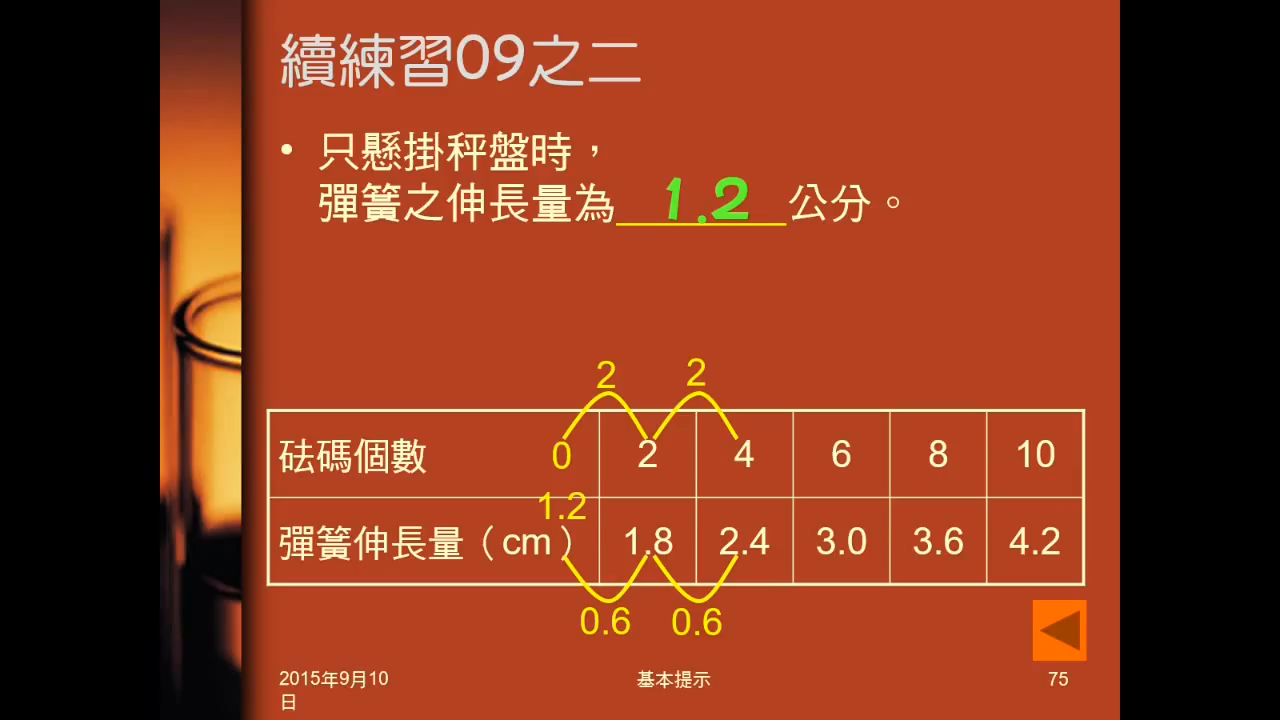 續練習09之二
• 只懸掛秤盤時，
彈簧之伸長量為 1.2 公分。
2 2
砝碼個數 0 2 4 6 8 10
1.2
彈簧伸長量（cm） 1.8 2.4 3.0 3.6 4.2
0.6 0.6
2015年9月10
日
基本提示
75